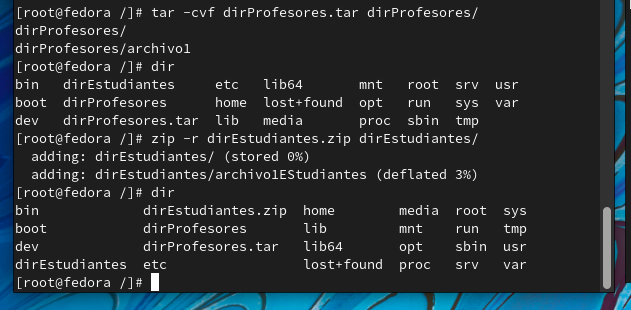 [root@fedora /]# tar -cvf dirProfesores.tar dirProfesores/
dirProfesores/
dirProfesores/archivo1
[root@fedora /]# dir
bin   dirEstudiantes     etc   lib64       mnt   root  srv  usr
boot  dirProfesores      home  lost+found  opt   run   sys  var
dev   dirProfesores.tar  lib   media       proc  sbin  tmp
[root@fedora /]# zip -r dirEstudiantes.zip dirEstudiantes/
  adding: dirEstudiantes/ (stored 0%)
  adding: dirEstudiantes/archivo1EStudiantes (deflated 3%)
[root@fedora /]# dir
bin             dirEstudiantes.zip  home        media  root  sys
boot            dirProfesores       lib         mnt    run   tmp
dev             dirProfesores.tar   lib64       opt    sbin  usr
dirEstudiantes  etc                 lost+found  proc   srv   var
[root@fedora /]#